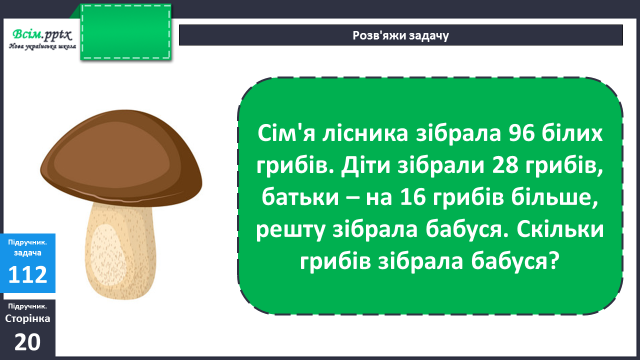 Всім.pptx
Нова українська школа
Розв'яжи задачу
Сім'я лісника зібрала 96 білих
грибів. Діти зібрали 28 грибів,
батьки – на 16 грибів більше,
решту зібрала бабуся. Скільки
грибів зібрала бабуся?
Підручник.
задача
112
Підручник.
Сторінка
20